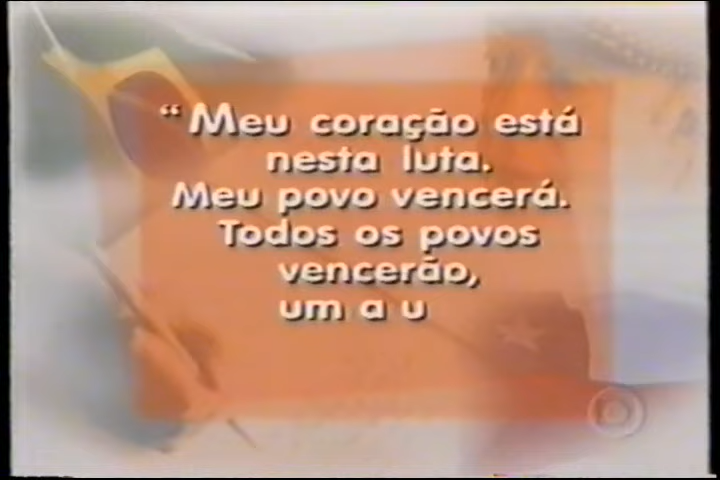 “Meu coração está
nesta luta.
Meu povo vencerá.
Todos os povos
vencerão,
um a u